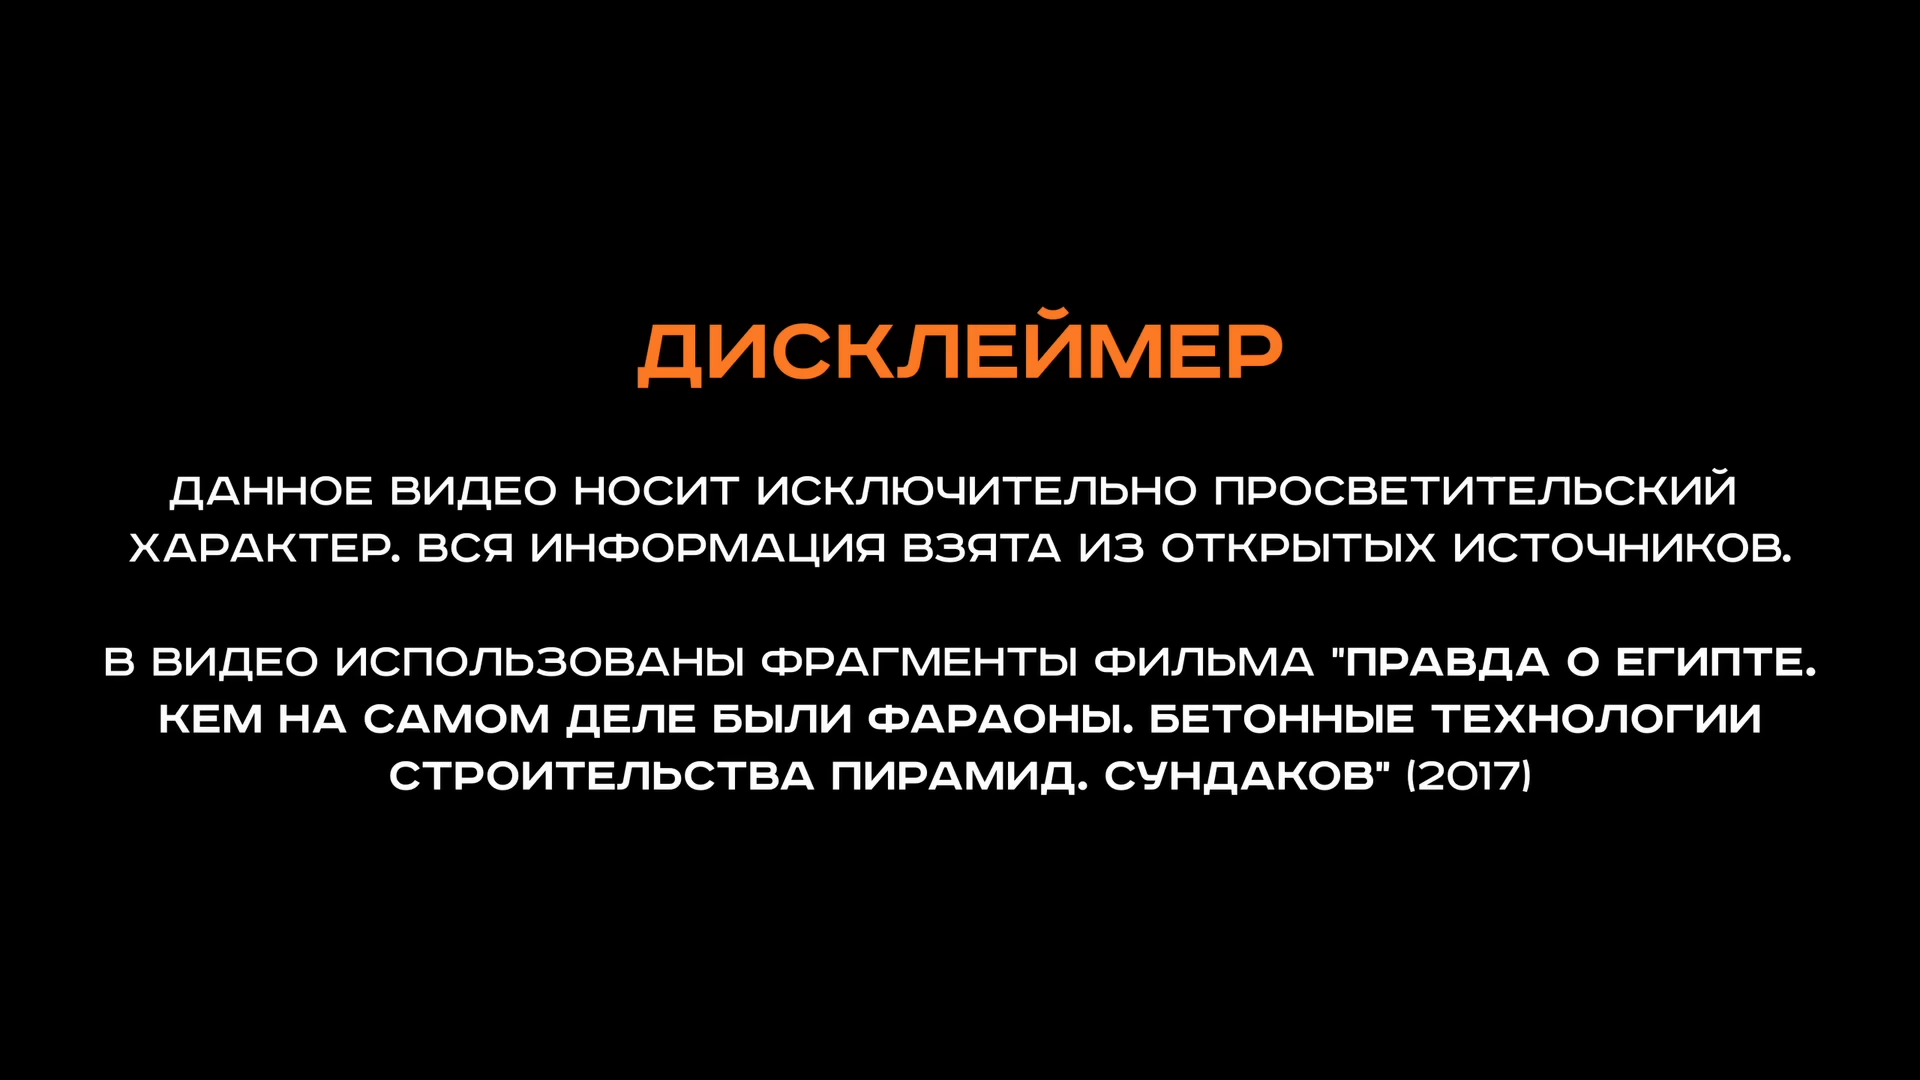 ДИСКЛЕЙМЕР
ДАННОЕ ВИДЕО НОСИТ ИСКЛЮЧИТЕЛЬНО ПРОСВЕТИТЕЛЬСКИЙ
ХАРАКТЕР. ВСЯ ИНФОРМАЦИЯ ВЗЯТА ИЗ ОТКРЫТЫХ ИСТОЧНИКОВ.
В ВИДЕО ИСПОЛЬЗОВАНЫ ФРАГМЕНТЫ ФИЛЬМА "ПРАВДА О ЕГИПТЕ.
КЕМ НА САМОМ ДЕЛЕ БЫЛИ ФАРАОНЫ. БЕТОННЫЕ ТЕХНОЛОГИИ
СТРОИТЕЛЬСТВА ПИРАМИД. СУНДАКОВ" (2017)